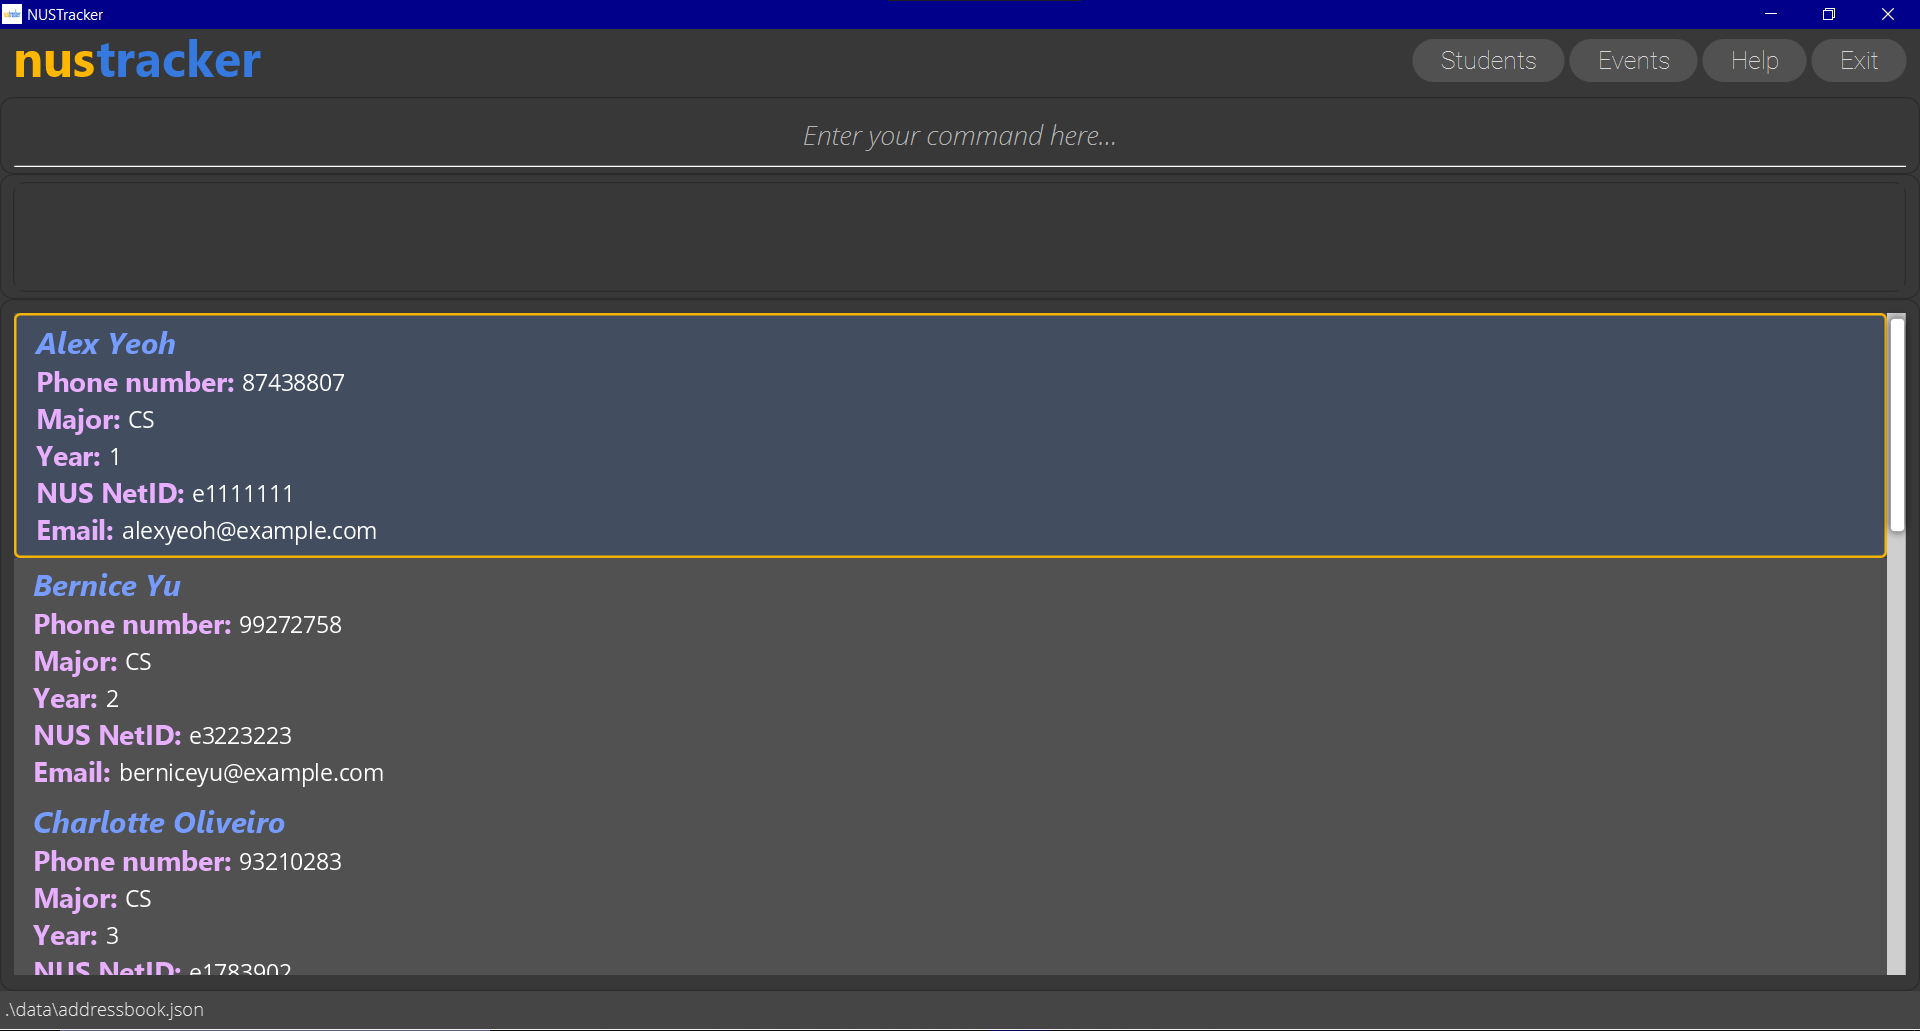 NUSTracker
nustracker
Students Events Help Exit
Enter your command here...
Alex Yeoh
Phone number: 87438807
Major: CS
Year: 1
NUS NetID: e1111111
Email: alexyeoh@example.com
Bernice Yu
Phone number: 99272758
Major: CS
Year: 2
NUS NetID: e3223223
Email: berniceyu@example.com
Charlotte Oliveiro
Phone number: 93210283
Major: CS
Year: 3
NUS NetID: e1783902
.\data\addressbook.json